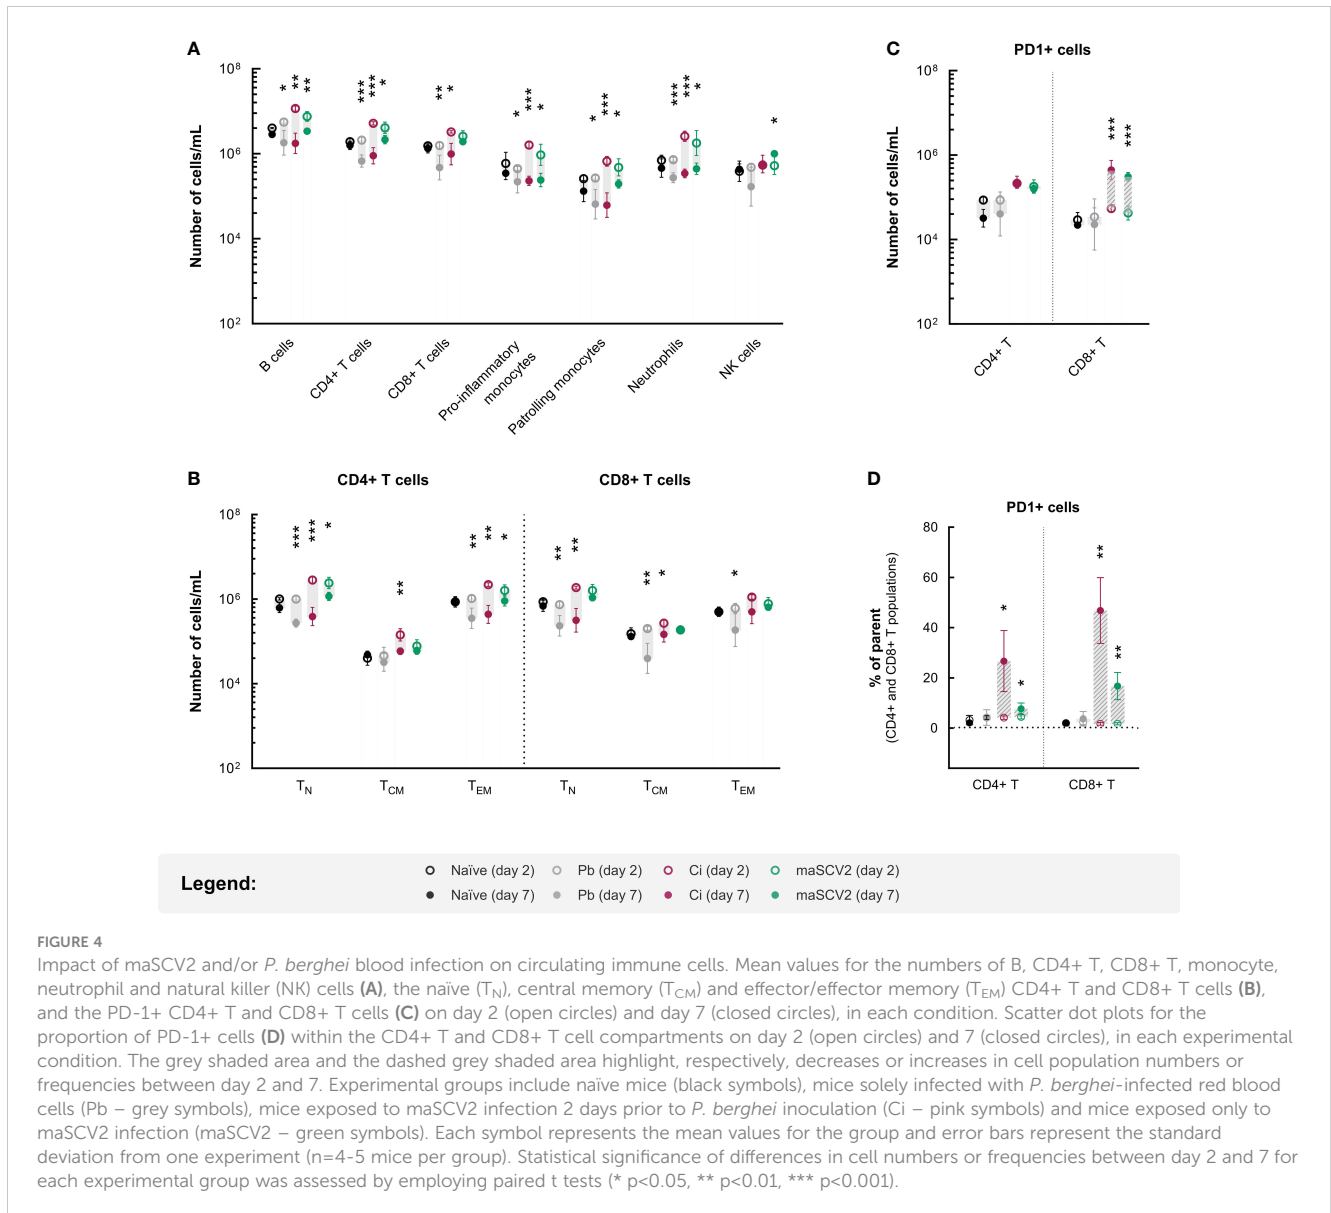 A
Number of cells/mL
10⁸
10⁶
10⁴
10²
* ** **
*** *** *
** *
* *** *
* *** *
*** *** *
*
B cells
CD4+ T cells
CD8+ T cells
Pro-inflammatory
monocytes
Patrolling monocytes
Neutrophils
NK cells
C
PD1+ cells
Number of cells/mL
10⁸
10⁶
10⁴
10²
*** ***
CD4+ T
CD8+ T
B
CD4+ T cells
CD8+ T cells
Number of cells/mL
10⁸
10⁶
10⁴
10²
*** *** *
**
** ** *
** **
** *
*
T_N
T_CM
T_EM
T_N
T_CM
T_EM
D
PD1+ cells
% of parent
(CD4+ and CD8+ T populations)
80
60
40
20
0
* *
** **
CD4+ T
CD8+ T
Legend:
Naïve (day 2) Pb (day 2) Ci (day 2) maSCV2 (day 2)
Naïve (day 7) Pb (day 7) Ci (day 7) maSCV2 (day 7)
FIGURE 4
Impact of maSCV2 and/or P. berghei blood infection on circulating immune cells. Mean values for the numbers of B, CD4+ T, CD8+ T, monocyte,
neutrophil and natural killer (NK) cells (A), the naïve (T_N), central memory (T_CM) and effector/effector memory (T_EM) CD4+ T and CD8+ T cells (B),
and the PD-1+ CD4+ T and CD8+ T cells (C) on day 2 (open circles) and day 7 (closed circles), in each condition. Scatter dot plots for the
proportion of PD-1+ cells (D) within the CD4+ T and CD8+ T cell compartments on day 2 (open circles) and 7 (closed circles), in each experimental
condition. The grey shaded area and the dashed grey shaded area highlight, respectively, decreases or increases in cell population numbers or
frequencies between day 2 and 7. Experimental groups include naïve mice (black symbols), mice solely infected with P. berghei-infected red blood
cells (Pb – grey symbols), mice exposed to maSCV2 infection 2 days prior to P. berghei inoculation (Ci – pink symbols) and mice exposed only to
maSCV2 infection (maSCV2 – green symbols). Each symbol represents the mean values for the group and error bars represent the standard
deviation from one experiment (n=4-5 mice per group). Statistical significance of differences in cell numbers or frequencies between day 2 and 7 for
each experimental group was assessed by employing paired t tests (* p<0.05, ** p<0.01, *** p<0.001).